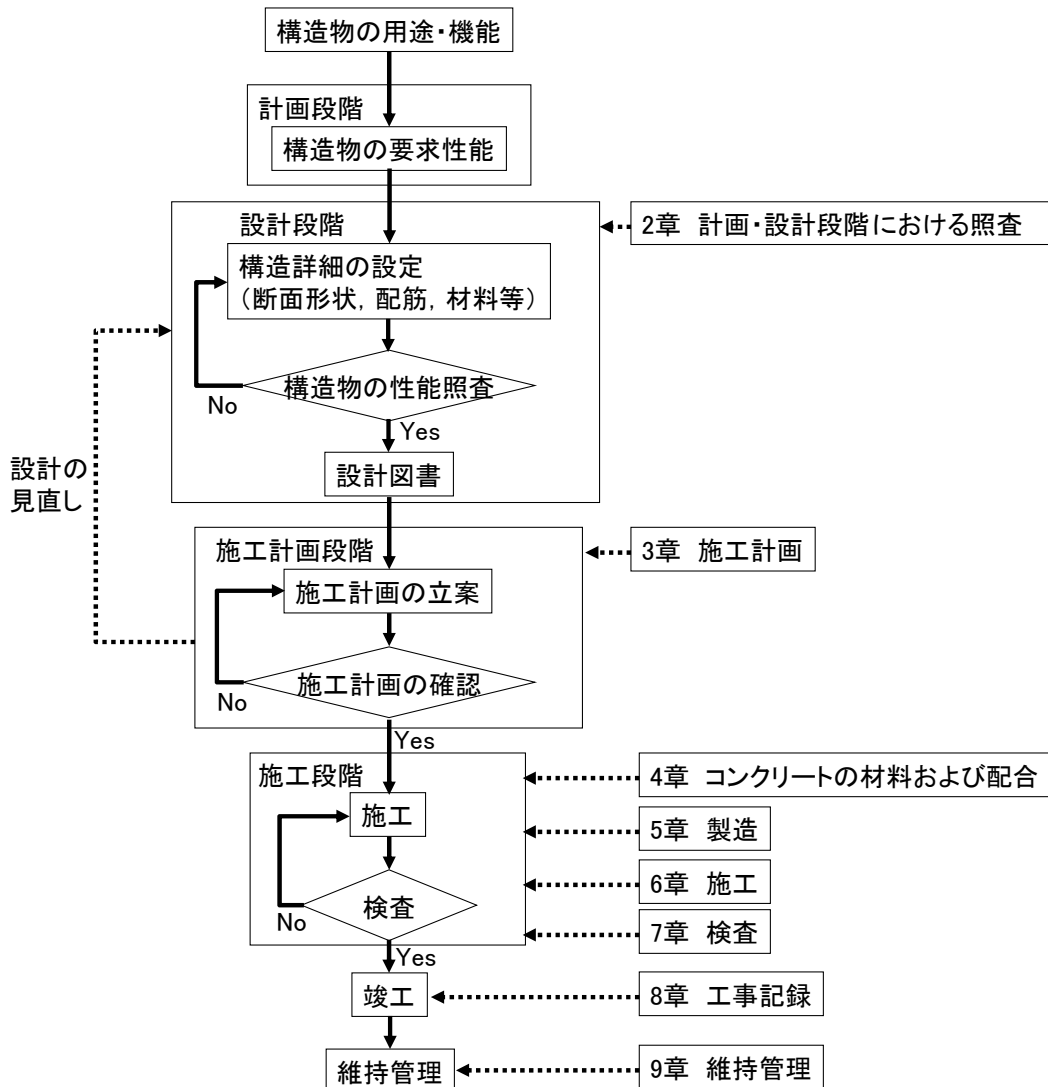 構造物の用途・機能
計画段階
構造物の要求性能
設計段階
2章 計画・設計段階における照査
構造詳細の設定
(断面形状, 配筋, 材料等)
構造物の性能照査
No
Yes
設計図書
設計の
見直し
施工計画段階
3章 施工計画
施工計画の立案
施工計画の確認
No
Yes
施工段階
4章 コンクリートの材料および配合
施工
5章 製造
6章 施工
検査
No
7章 検査
Yes
竣工
8章 工事記録
維持管理
9章 維持管理